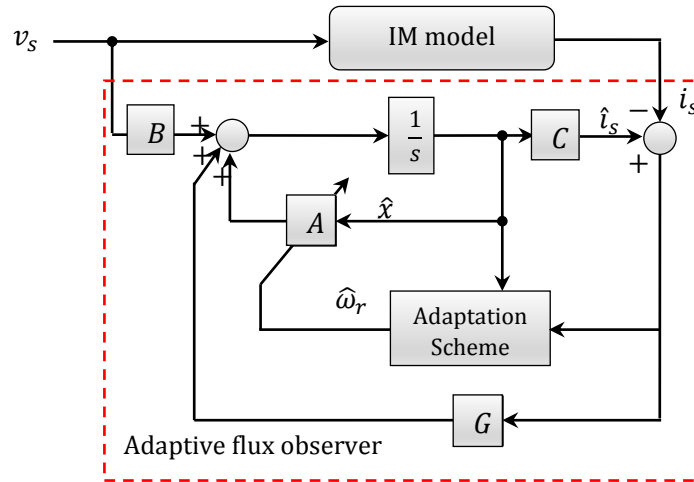 v_s
IM model
−
i_s
B
+
+
+
1
s
C
î_s
+
A
x̂
ω̂_r
Adaptation
Scheme
G
Adaptive flux observer